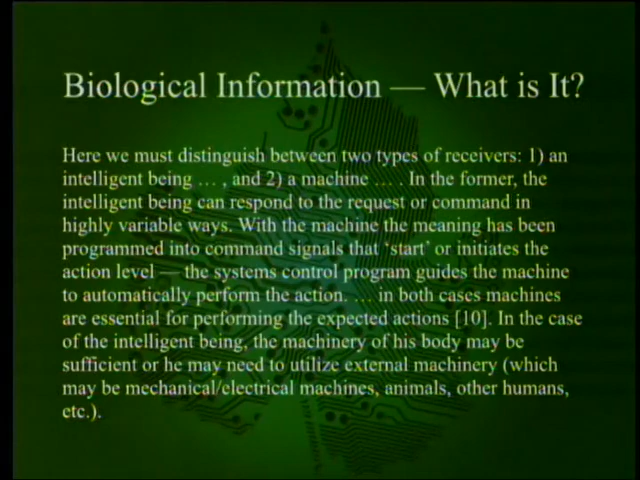 Biological Information — What is It?
Here we must distinguish between two types of receivers: 1) an
intelligent being … , and 2) a machine … . In the former, the
intelligent being can respond to the request or command in
highly variable ways. With the machine the meaning has been
programmed into command signals that ‘start’ or initiates the
action level — the systems control program guides the machine
to automatically perform the action. … in both cases machines
are essential for performing the expected actions [10]. In the case
of the intelligent being, the machinery of his body may be
sufficient or he may need to utilize external machinery (which
may be mechanical/electrical machines, animals, other humans,
etc.).